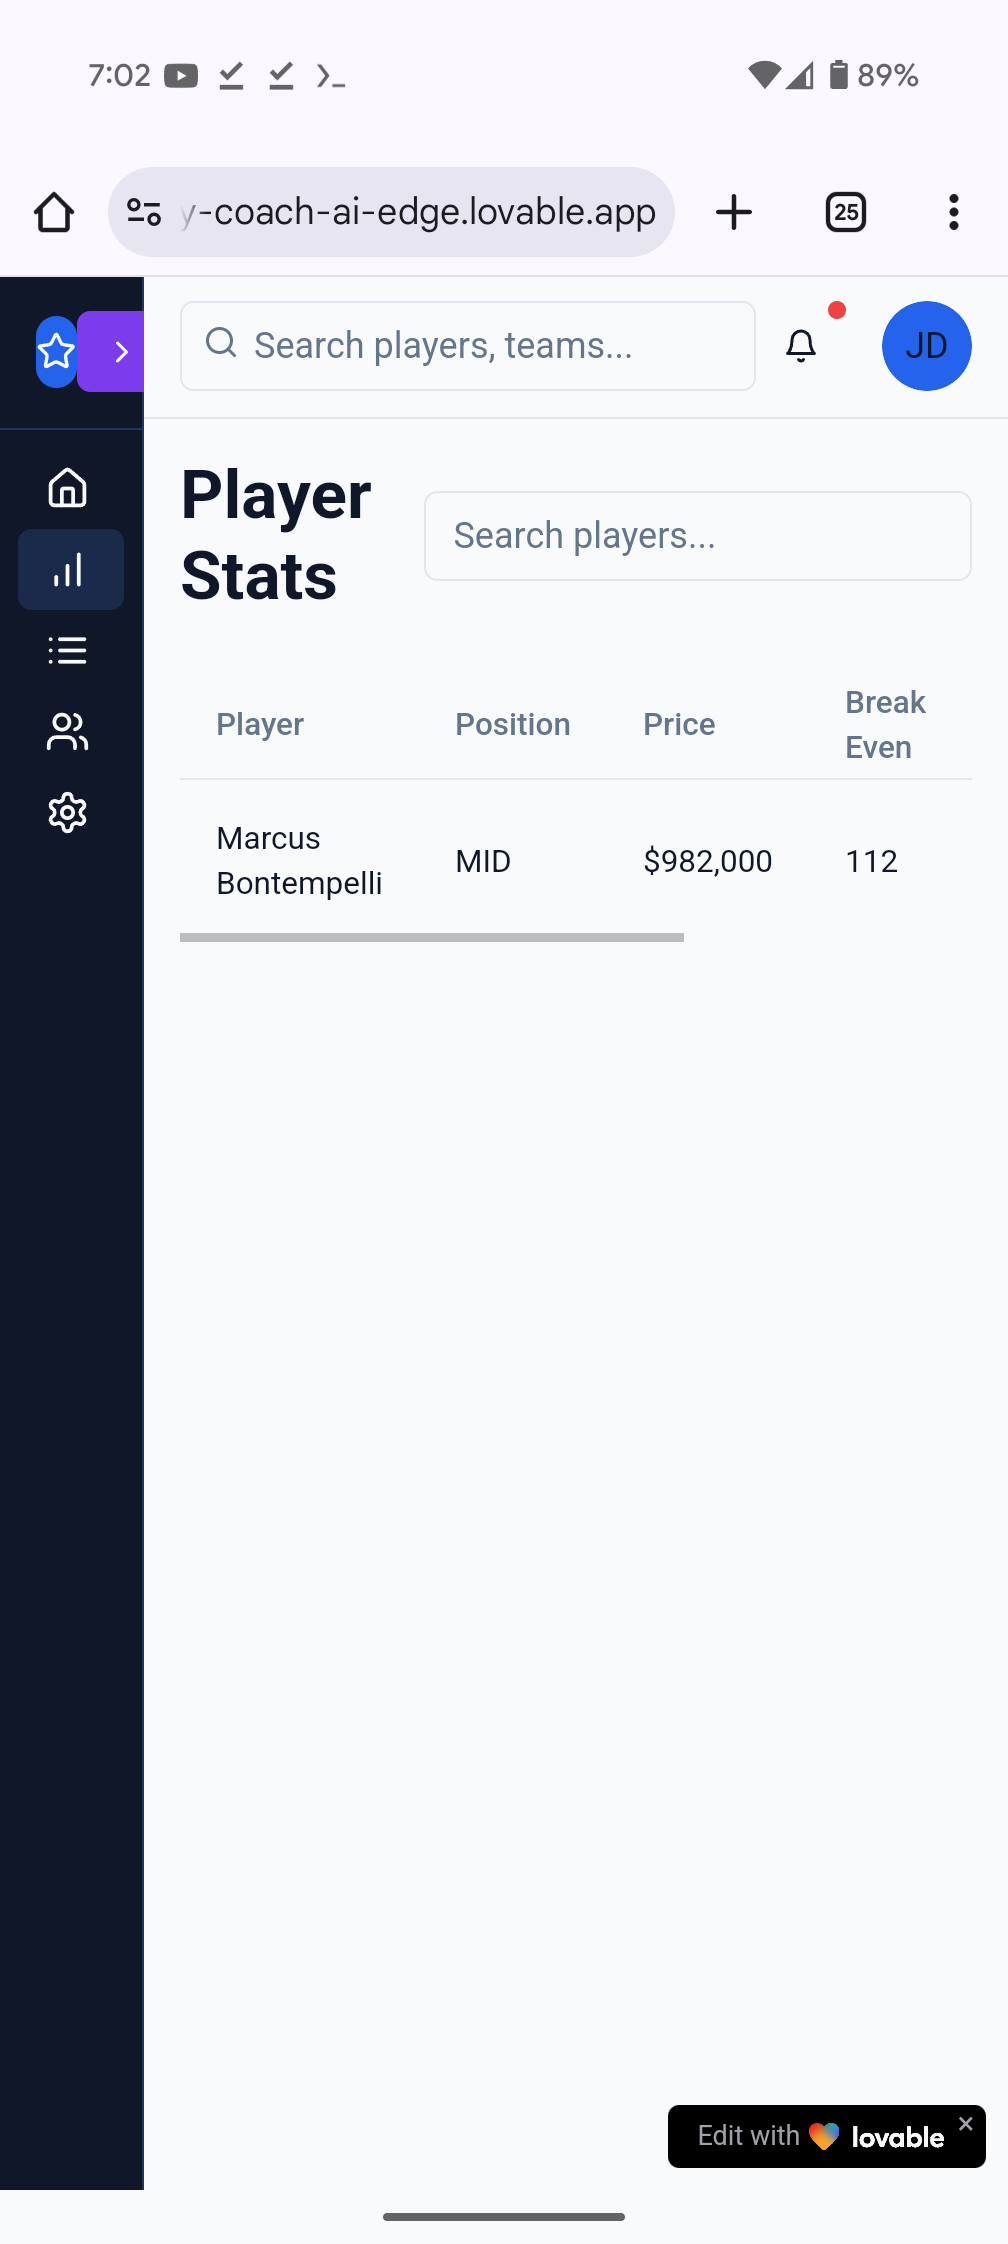 7:02
89%
y-coach-ai-edge.lovable.app
25
Search players, teams...
JD
Player
Stats
Search players...
Player
Position
Price
Break
Even
Marcus
Bontempelli
MID
$982,000
112
Edit with lovable